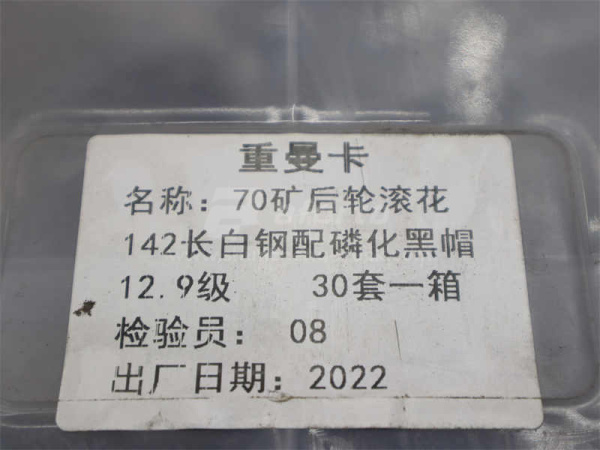 重曼卡
名称：70矿后轮滚花
142长白钢配磷化黑帽
12.9级 30套一箱
检验员： 08
出厂日期：2022